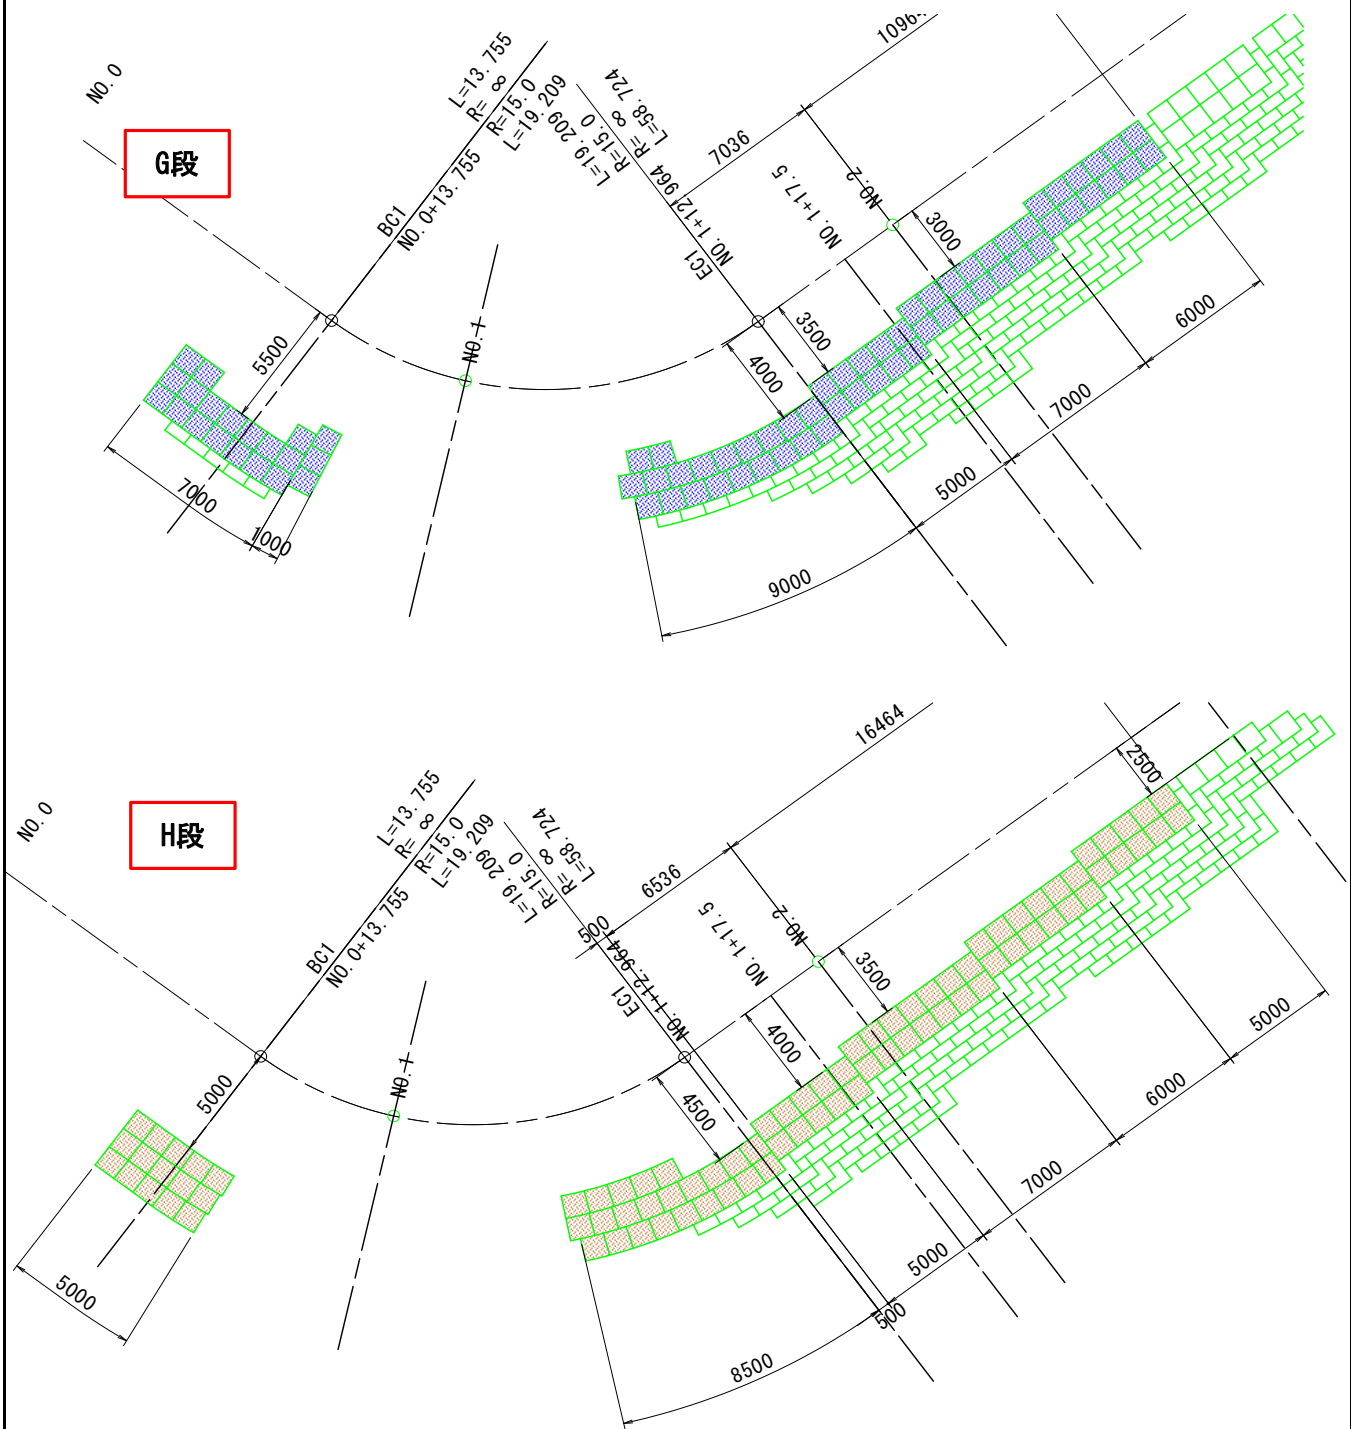 NO.0
G段
L=13.755
R= ∞
R=15.0
L=19.209
BC1
NO.0+13.755
L=19.209
R=15.0
R= ∞
L=58.724
NO.1+12.964
EC1
7036
NO.1+17.5
NO.2
3000
5500
NO.1
3500
4000
6000
7000
5000
9000
7000
1000
NO.0
H段
L=13.755
R= ∞
R=15.0
L=19.209
BC1
NO.0+13.755
L=19.209
R=15.0
R= ∞
L=58.724
16464
6536
500
NO.1+12.964
EC1
NO.1+17.5
NO.2
2500
3500
4000
4500
5000
NO.1
5000
6000
7000
5000
500
8500
5000